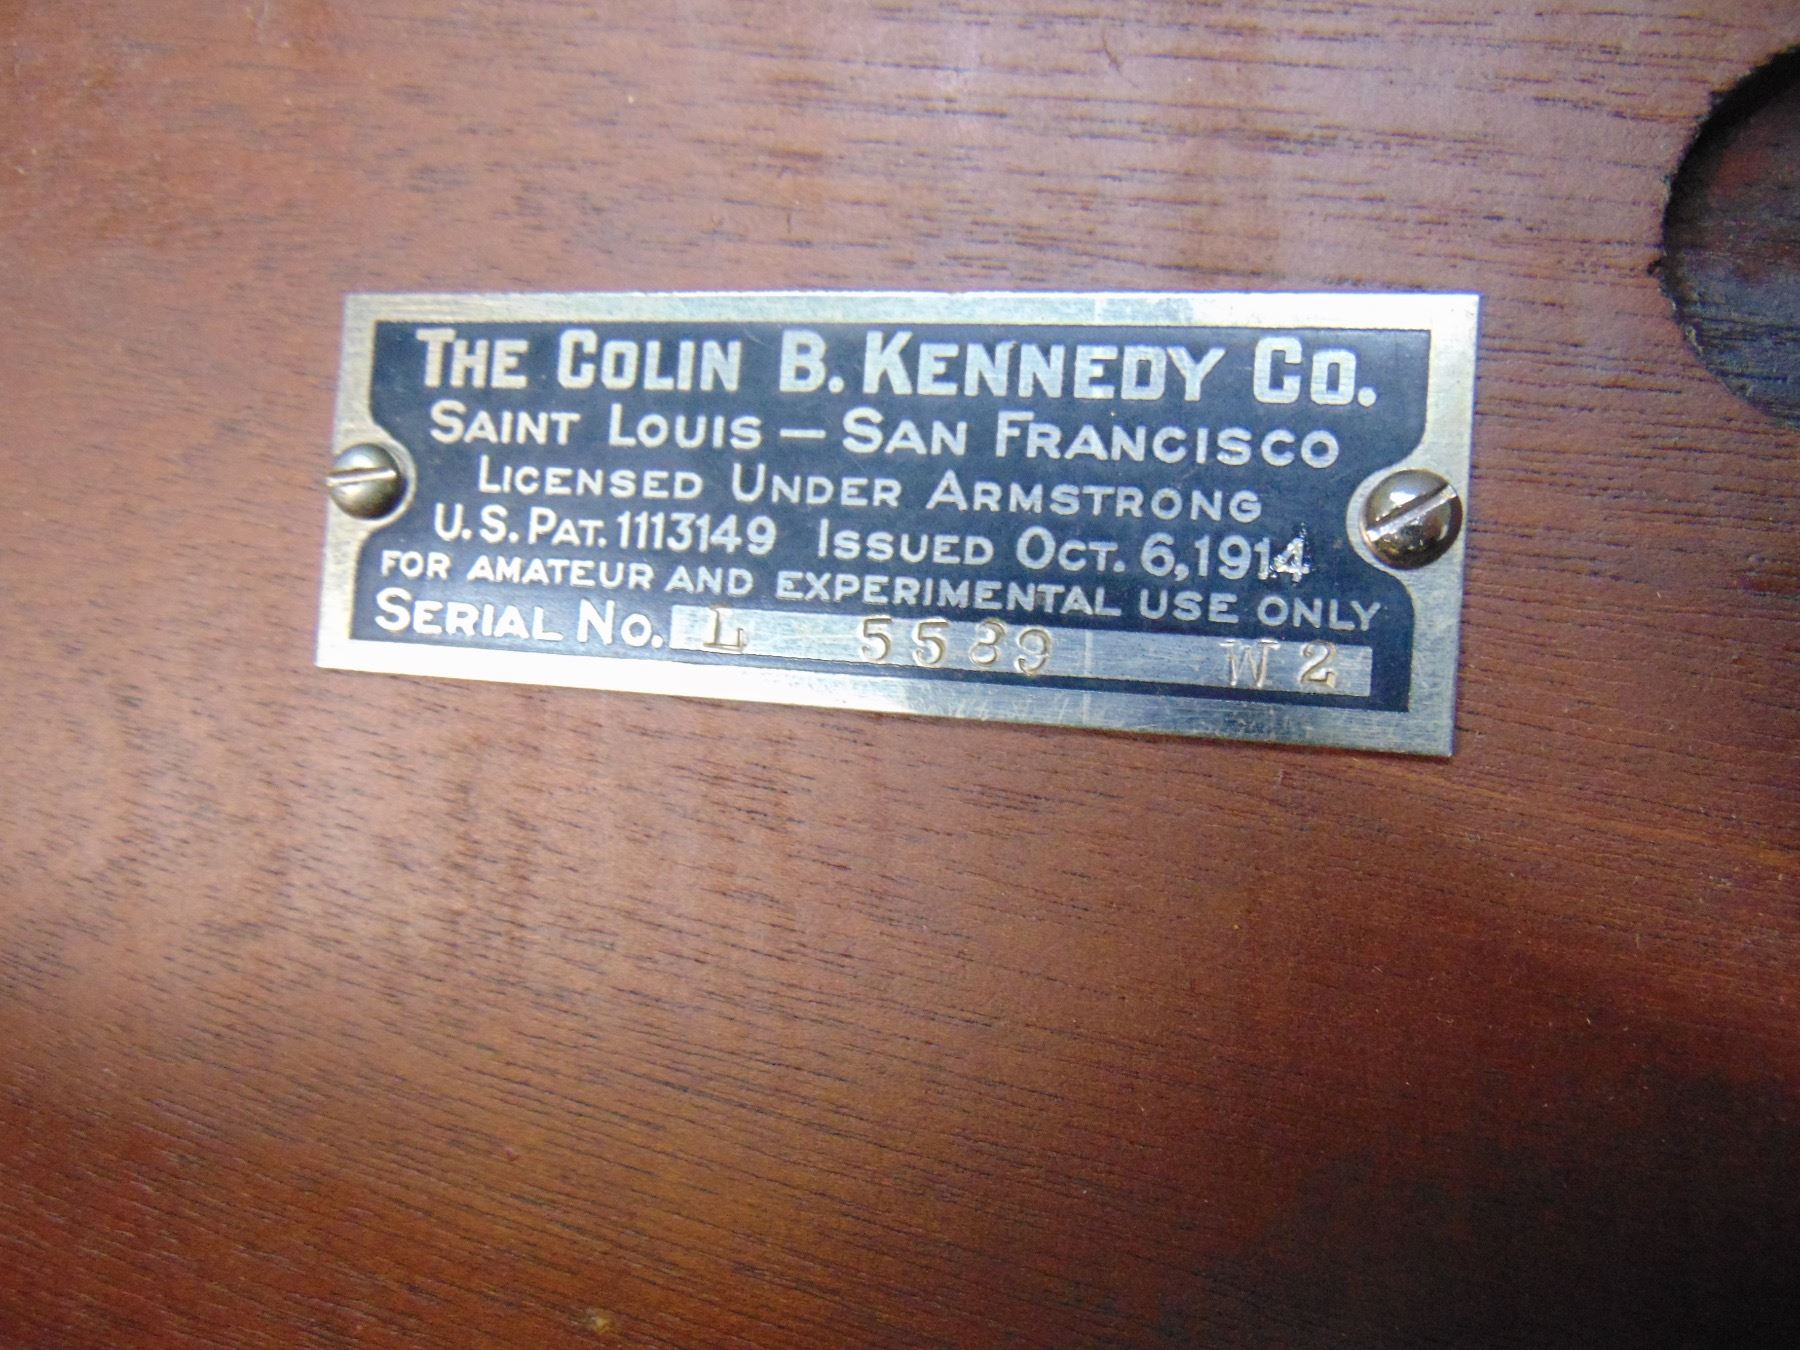 THE COLIN B. KENNEDY CO.
SAINT LOUIS — SAN FRANCISCO
LICENSED UNDER ARMSTRONG
U.S. PAT. 1113149 ISSUED OCT. 6, 1914
FOR AMATEUR AND EXPERIMENTAL USE ONLY
SERIAL NO. L 5539 W2